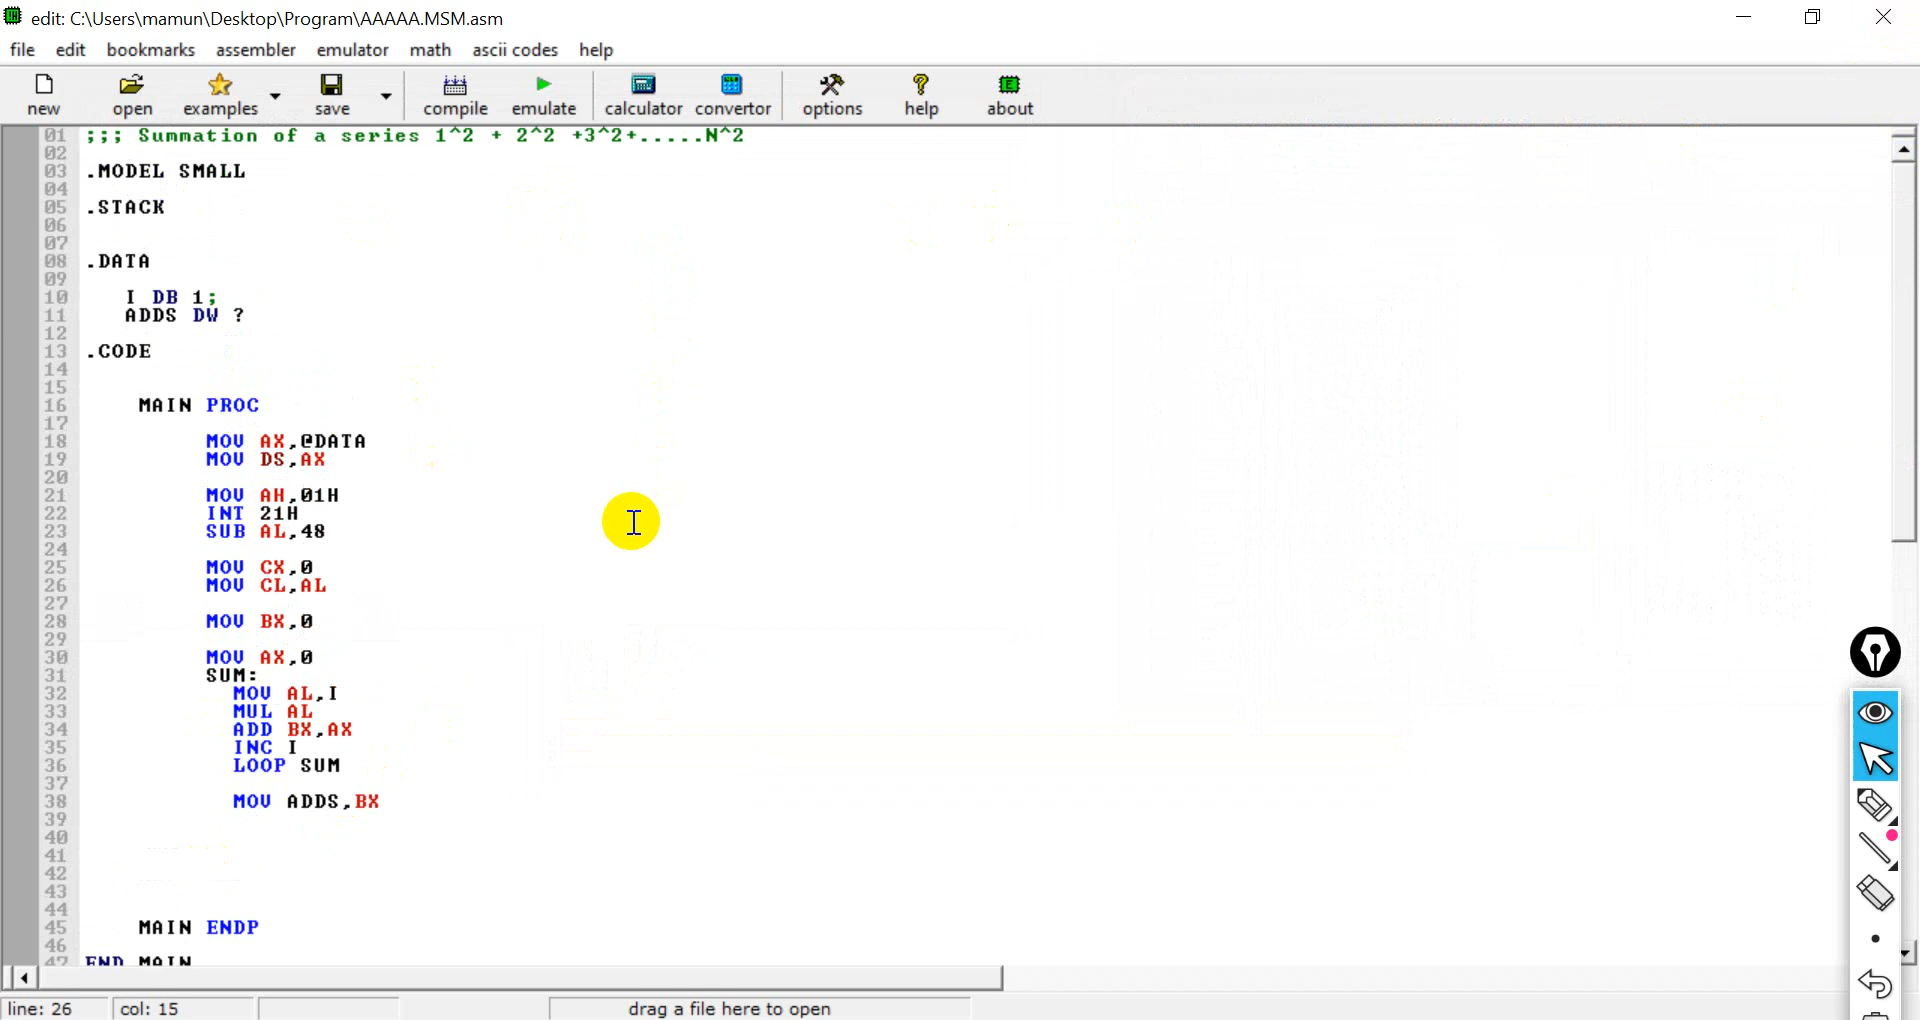 edit: C:\Users\mamun\Desktop\Program\AAAAA.MSM.asm
file edit bookmarks assembler emulator math ascii codes help
new open examples save compile emulate calculator convertor options help about
01 ;;; Summation of a series 1^2 + 2^2 +3^2+.....N^2
02
03 .MODEL SMALL
04
05 .STACK
06
07
08 .DATA
09
10 I DB 1;
11 ADDS DW ?
12
13 .CODE
14
15
16 MAIN PROC
17
18 MOV AX,@DATA
19 MOV DS,AX
20
21 MOV AH,01H
22 INT 21H
23 SUB AL,48
24
25 MOV CX,0
26 MOV CL,AL
27
28 MOV BX,0
29
30 MOV AX,0
31 SUM:
32 MOV AL,I
33 MUL AL
34 ADD BX,AX
35 INC I
36 LOOP SUM
37
38 MOV ADDS,BX
39
40
41
42
43
44
45 MAIN ENDP
46
47 END MAIN
line: 26 col: 15 drag a file here to open